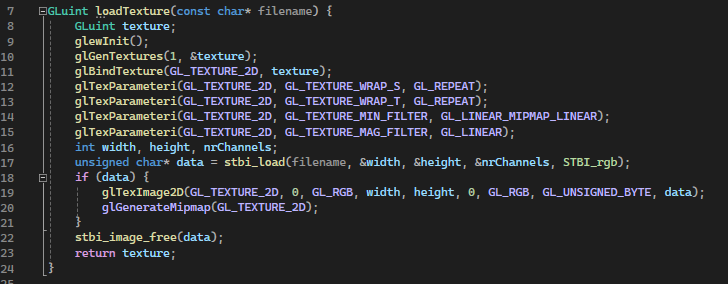 7 GLuint loadTexture(const char* filename) {
8 GLuint texture;
9 glewInit();
10 glGenTextures(1, &texture);
11 glBindTexture(GL_TEXTURE_2D, texture);
12 glTexParameteri(GL_TEXTURE_2D, GL_TEXTURE_WRAP_S, GL_REPEAT);
13 glTexParameteri(GL_TEXTURE_2D, GL_TEXTURE_WRAP_T, GL_REPEAT);
14 glTexParameteri(GL_TEXTURE_2D, GL_TEXTURE_MIN_FILTER, GL_LINEAR_MIPMAP_LINEAR);
15 glTexParameteri(GL_TEXTURE_2D, GL_TEXTURE_MAG_FILTER, GL_LINEAR);
16 int width, height, nrChannels;
17 unsigned char* data = stbi_load(filename, &width, &height, &nrChannels, STBI_rgb);
18 if (data) {
19 glTexImage2D(GL_TEXTURE_2D, 0, GL_RGB, width, height, 0, GL_RGB, GL_UNSIGNED_BYTE, data);
20 glGenerateMipmap(GL_TEXTURE_2D);
21 }
22 stbi_image_free(data);
23 return texture;
24 }
25